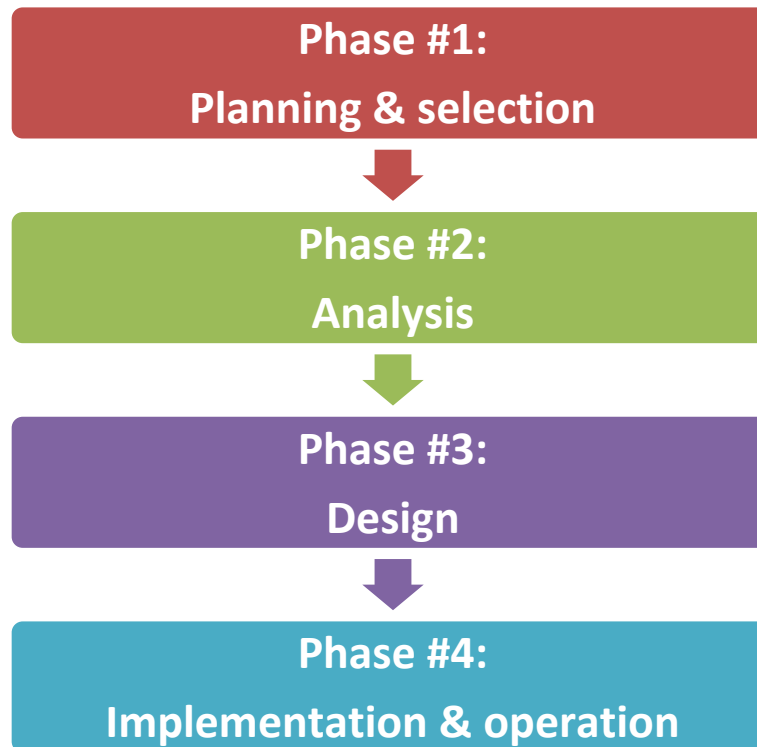 Phase #1:
Planning & selection
Phase #2:
Analysis
Phase #3:
Design
Phase #4:
Implementation & operation